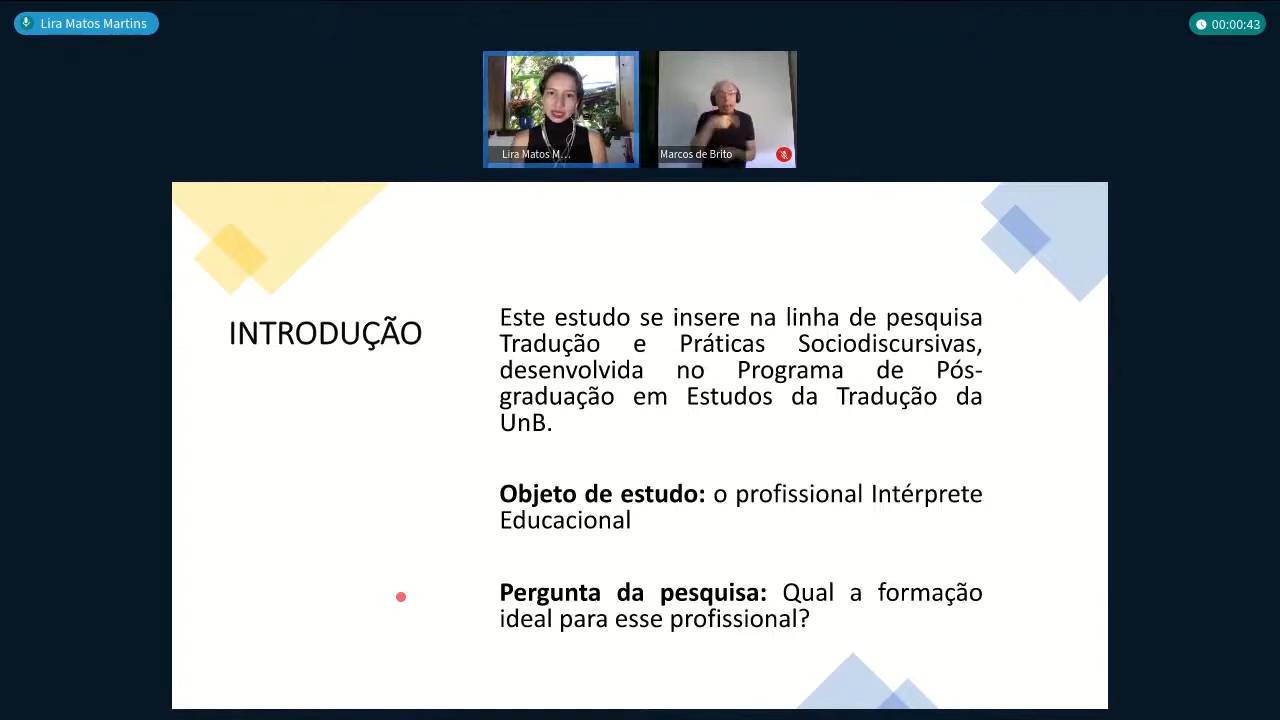 Lira Matos Martins
00:00:43
Lira Matos M...
Marcos de Brito
INTRODUÇÃO
Este estudo se insere na linha de pesquisa
Tradução e Práticas Sociodiscursivas,
desenvolvida no Programa de Pós-
graduação em Estudos da Tradução da
UnB.
Objeto de estudo: o profissional Intérprete
Educacional
Pergunta da pesquisa: Qual a formação
ideal para esse profissional?